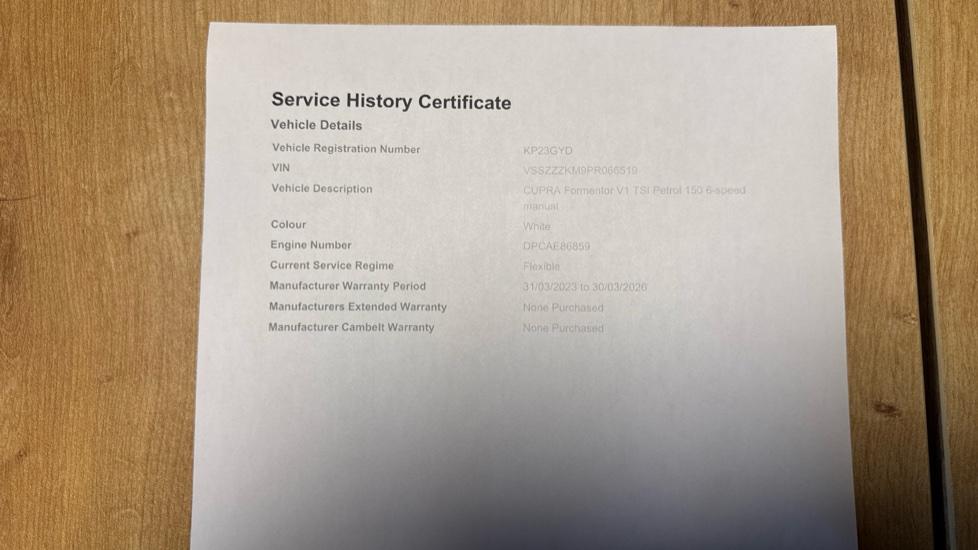 Service History Certificate
Vehicle Details
Vehicle Registration Number KP23GYD
VIN VSSZZZKM9PR066519
Vehicle Description CUPRA Formentor V1 TSI Petrol 150 6-speed
manual
Colour White
Engine Number DPCAE86859
Current Service Regime Flexible
Manufacturer Warranty Period 31/03/2023 to 30/03/2026
Manufacturers Extended Warranty None Purchased
Manufacturer Cambelt Warranty None Purchased